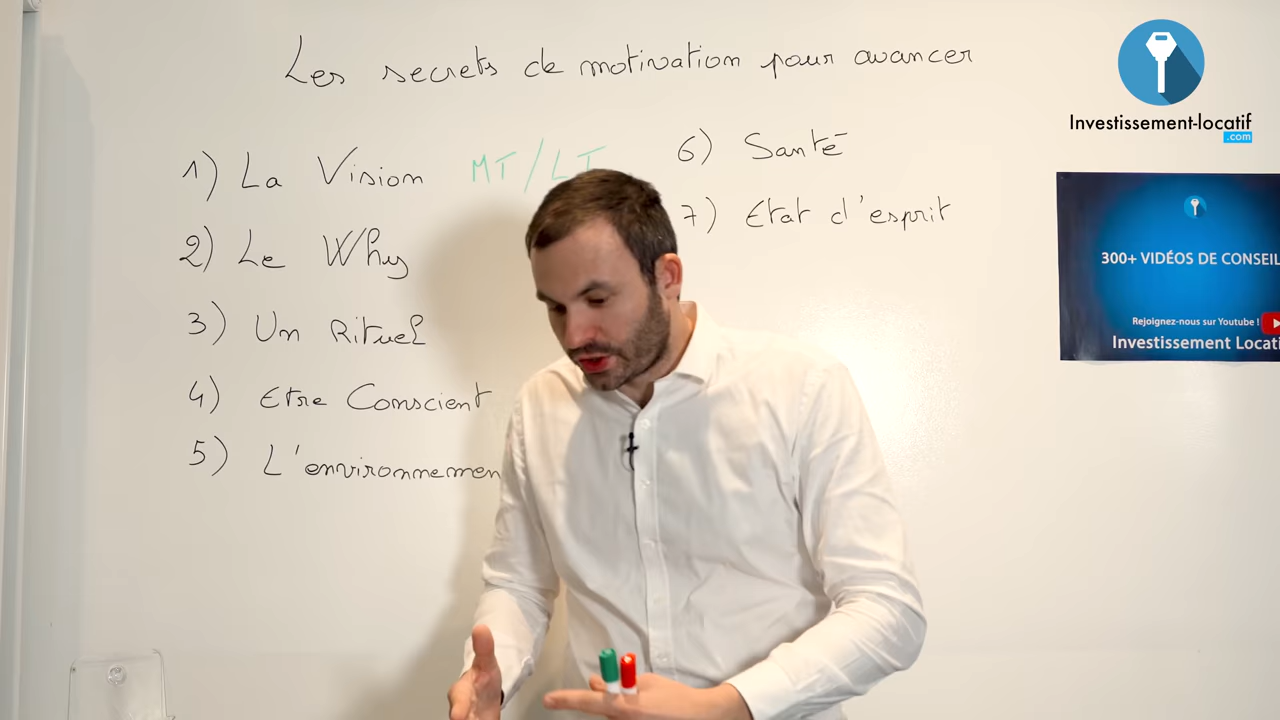 Les secrets de motivation pour avancer
1) La Vision MT/LT
2) Le Why
3) Un Rituel
4) Etre Conscient
5) L'environnemen
6) Santé
7) Etat d'esprit
Investissement-locatif
.com
300+ VIDÉOS DE CONSEIL
Rejoignez-nous sur Youtube !
Investissement Locati